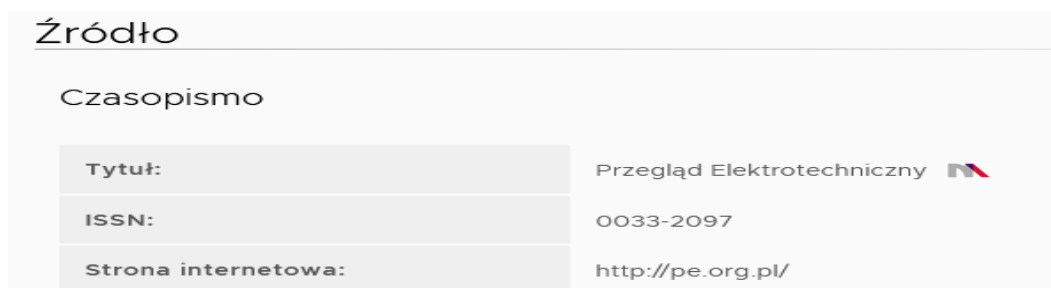 Źródło
Czasopismo
Tytuł: Przegląd Elektrotechniczny
ISSN: 0033-2097
Strona internetowa: http://pe.org.pl/